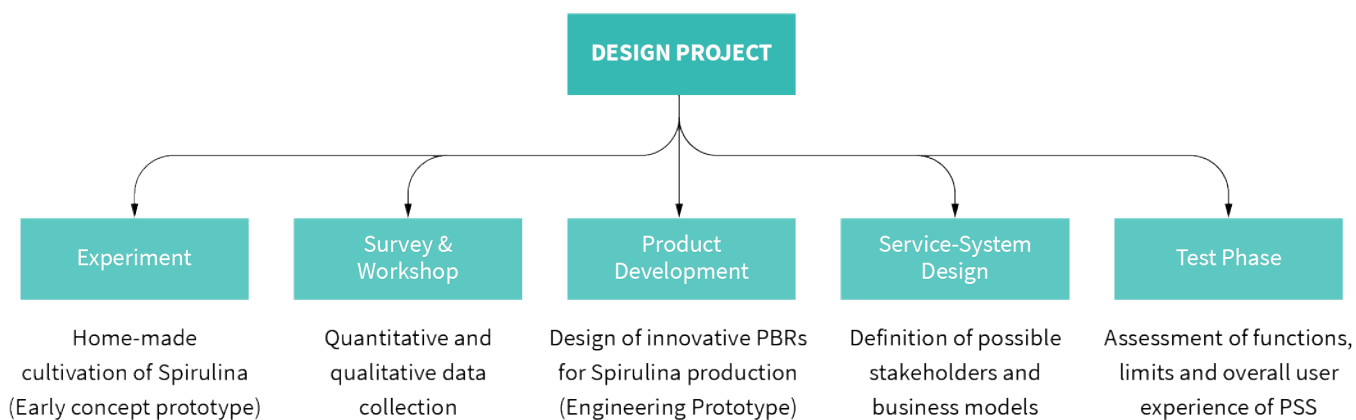 DESIGN PROJECT
Experiment
Home-made
cultivation of Spirulina
(Early concept prototype)
Survey &
Workshop
Quantitative and
qualitative data
collection
Product
Development
Design of innovative PBRs
for Spirulina production
(Engineering Prototype)
Service-System
Design
Definition of possible
stakeholders and
business models
Test Phase
Assessment of functions,
limits and overall user
experience of PSS